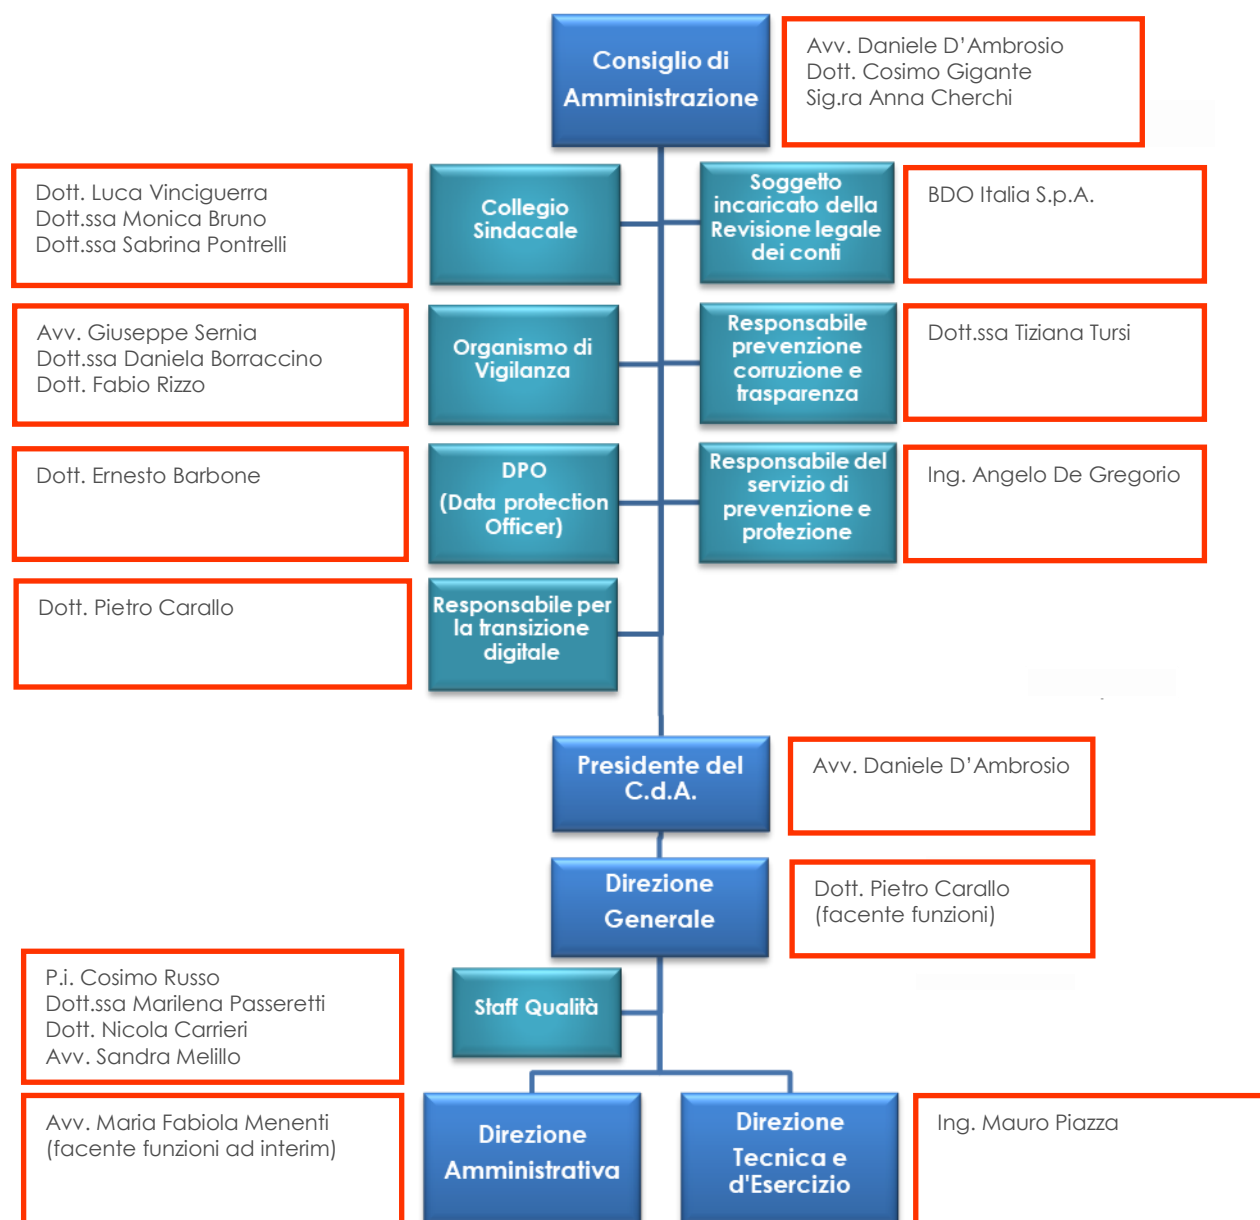 Consiglio di
Amministrazione
Avv. Daniele D’Ambrosio
Dott. Cosimo Gigante
Sig.ra Anna Cherchi
Dott. Luca Vinciguerra
Dott.ssa Monica Bruno
Dott.ssa Sabrina Pontrelli
Collegio
Sindacale
Soggetto
incaricato della
Revisione legale
dei conti
BDO Italia S.p.A.
Avv. Giuseppe Sernia
Dott.ssa Daniela Borraccino
Dott. Fabio Rizzo
Organismo di
Vigilanza
Responsabile
prevenzione
corruzione e
trasparenza
Dott.ssa Tiziana Tursi
Dott. Ernesto Barbone
DPO
(Data protection
Officer)
Responsabile del
servizio di
prevenzione e
protezione
Ing. Angelo De Gregorio
Dott. Pietro Carallo
Responsabile per
la transizione
digitale
Presidente del
C.d.A.
Avv. Daniele D’Ambrosio
Direzione
Generale
Dott. Pietro Carallo
(facente funzioni)
P.i. Cosimo Russo
Dott.ssa Marilena Passeretti
Dott. Nicola Carrieri
Avv. Sandra Melillo
Staff Qualità
Avv. Maria Fabiola Menenti
(facente funzioni ad interim)
Direzione
Amministrativa
Direzione
Tecnica e
d'Esercizio
Ing. Mauro Piazza